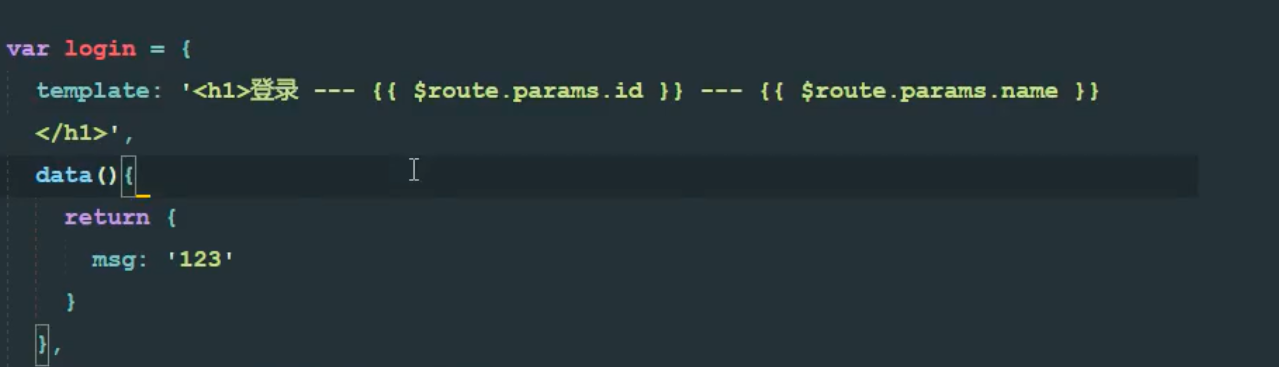 var login = {
template: '<h1>登录 --- {{ $route.params.id }} --- {{ $route.params.name }}
</h1>',
data(){
return {
msg: '123'
}
},